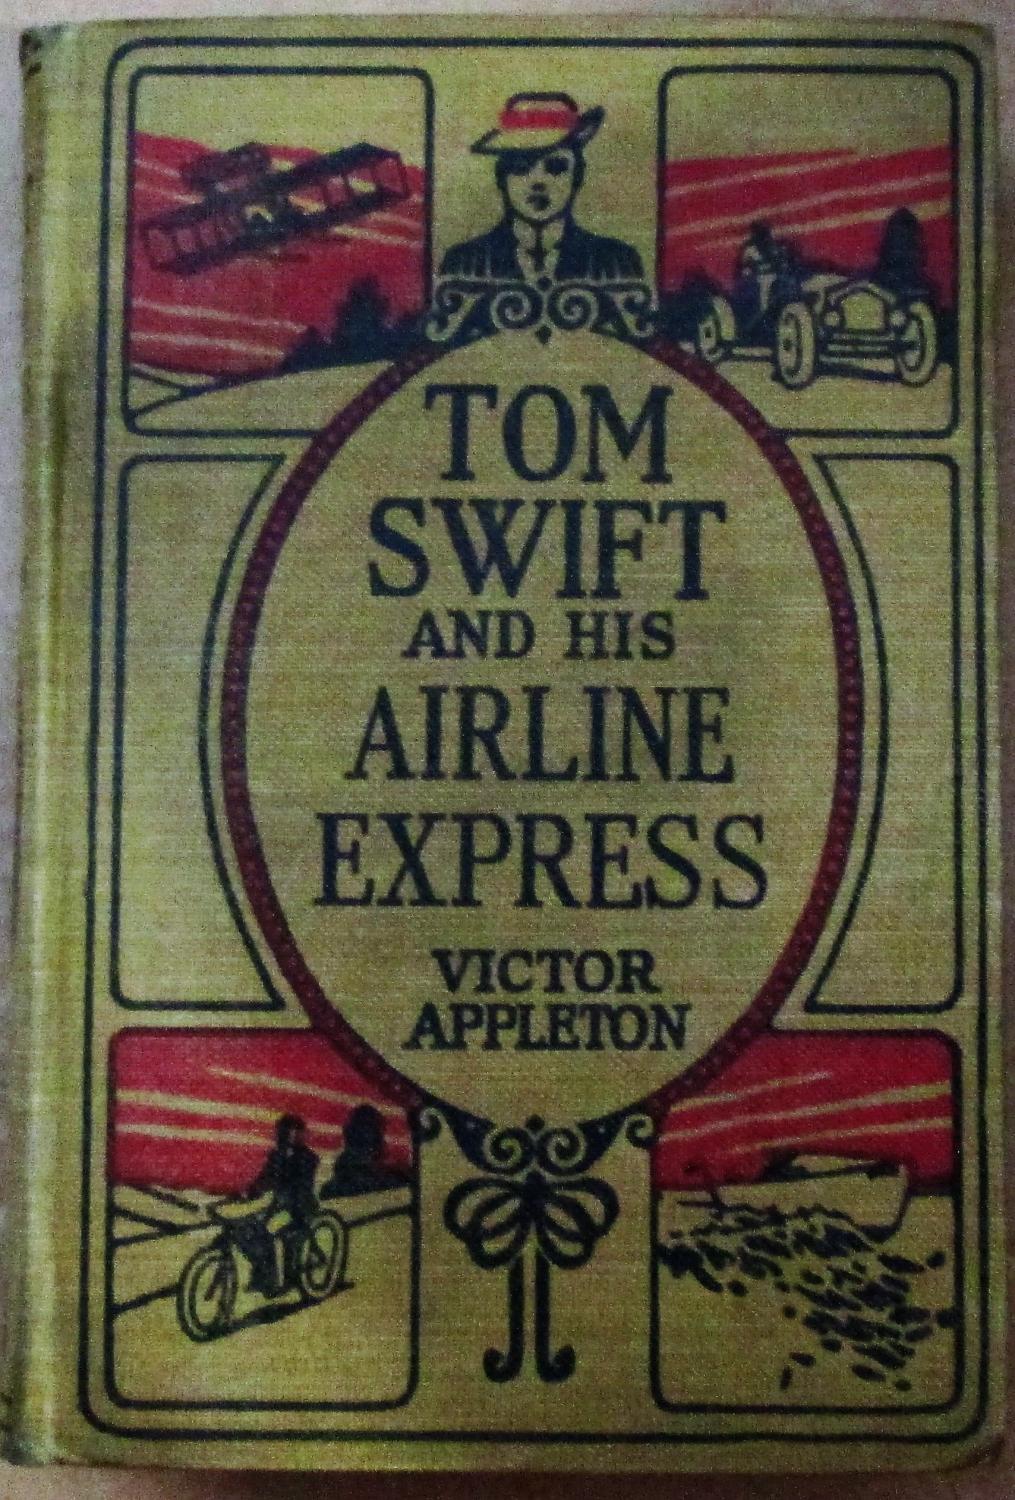 TOM
SWIFT
AND HIS
AIRLINE
EXPRESS
VICTOR
APPLETON